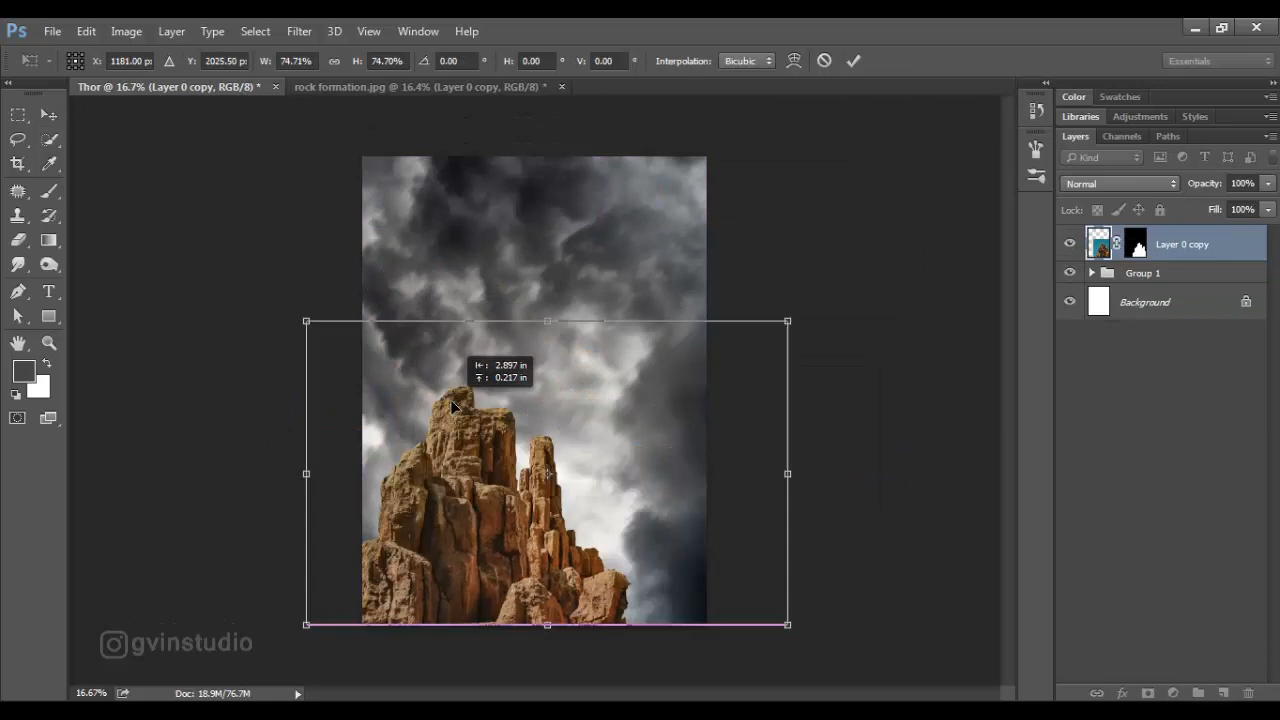 Ps File Edit Image Layer Type Select Filter 3D View Window Help
X: 1181.00 p Y: 2025.50 p W: 74.71% H: 74.70% 0.00 ° H: 0.00 ° V: 0.00 ° Interpolation: Bicubic Essentials
Thor @ 16.7% (Layer 0 copy, RGB/8) * × rock formation.jpg @ 16.4% (Layer 0 copy, RGB/8) * ×
Color Swatches
Libraries Adjustments Styles
Layers Channels Paths
Kind
Normal Opacity: 100%
Lock: Fill: 100%
Layer 0 copy
Group 1
Background
2.897 in
0.217 in
gvinstudio
16.67% Doc: 18.9M/76.7M